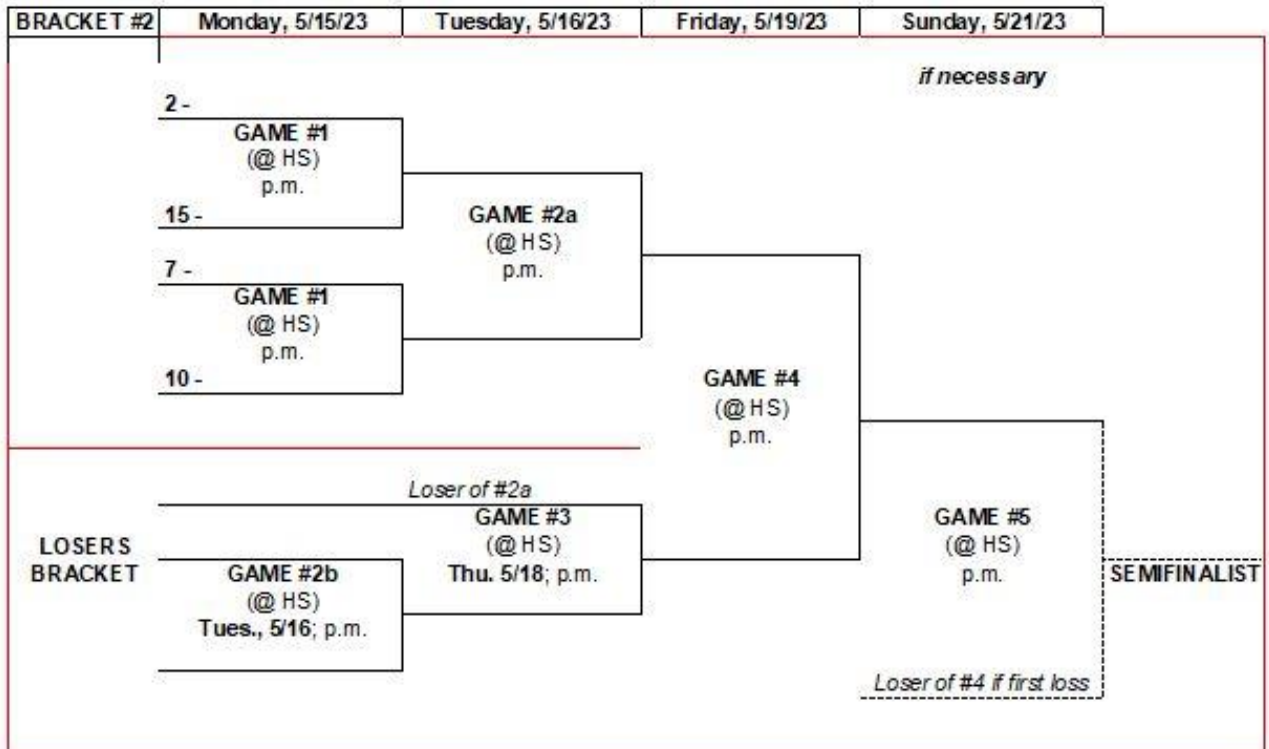 BRACKET #2 Monday, 5/15/23 Tuesday, 5/16/23 Friday, 5/19/23 Sunday, 5/21/23
if necessary
2 -
GAME #1
(@ HS)
p.m.
15 -
GAME #2a
(@ HS)
p.m.
7 -
GAME #1
(@ HS)
p.m.
10 -
GAME #4
(@ HS)
p.m.
Loser of #2a
GAME #3
(@ HS)
Thu. 5/18; p.m.
LOSERS
BRACKET
GAME #2b
(@ HS)
Tues., 5/16; p.m.
GAME #5
(@ HS)
p.m.
SEMIFINALIST
Loser of #4 if first loss